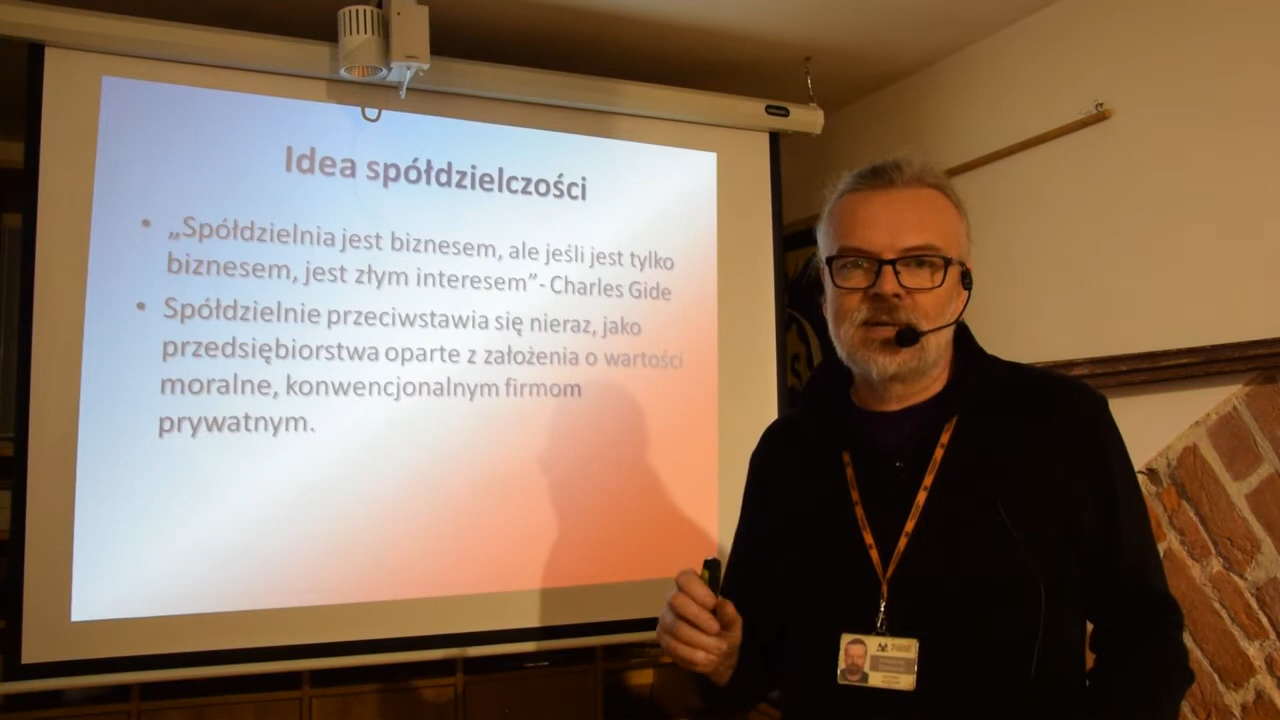 Idea spółdzielczości
• „Spółdzielnia jest biznesem, ale jeśli jest tylko
biznesem, jest złym interesem”- Charles Gide
• Spółdzielnie przeciwstawia się nieraz, jako
przedsiębiorstwa oparte z założenia o wartości
moralne, konwencjonalnym firmom
prywatnym.